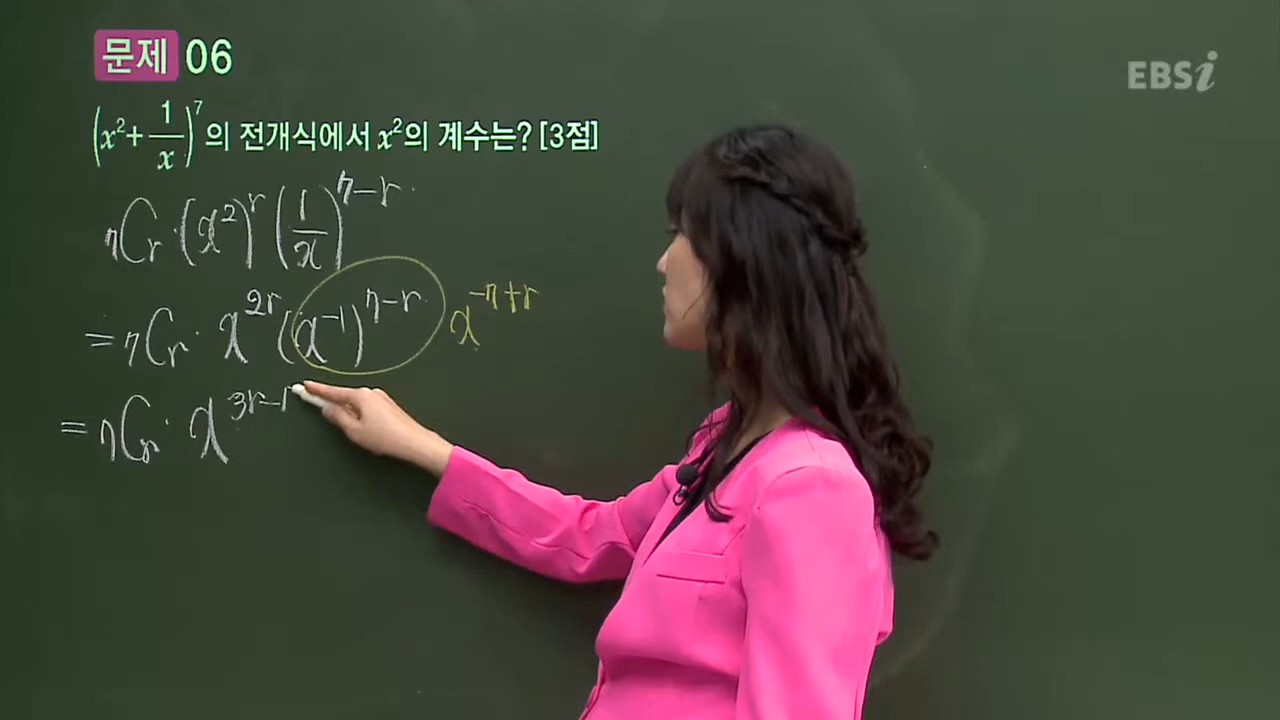 문제 06
EBSi
(x²+1/x)⁷의 전개식에서 x²의 계수는? [3점]
₇Cᵣ·(x²)ʳ(1/x)⁷⁻ʳ
=₇Cᵣ·x²ʳ(x⁻¹)⁷⁻ʳ x⁻⁷⁺ʳ
=₇Cᵣ·x³ʳ⁻